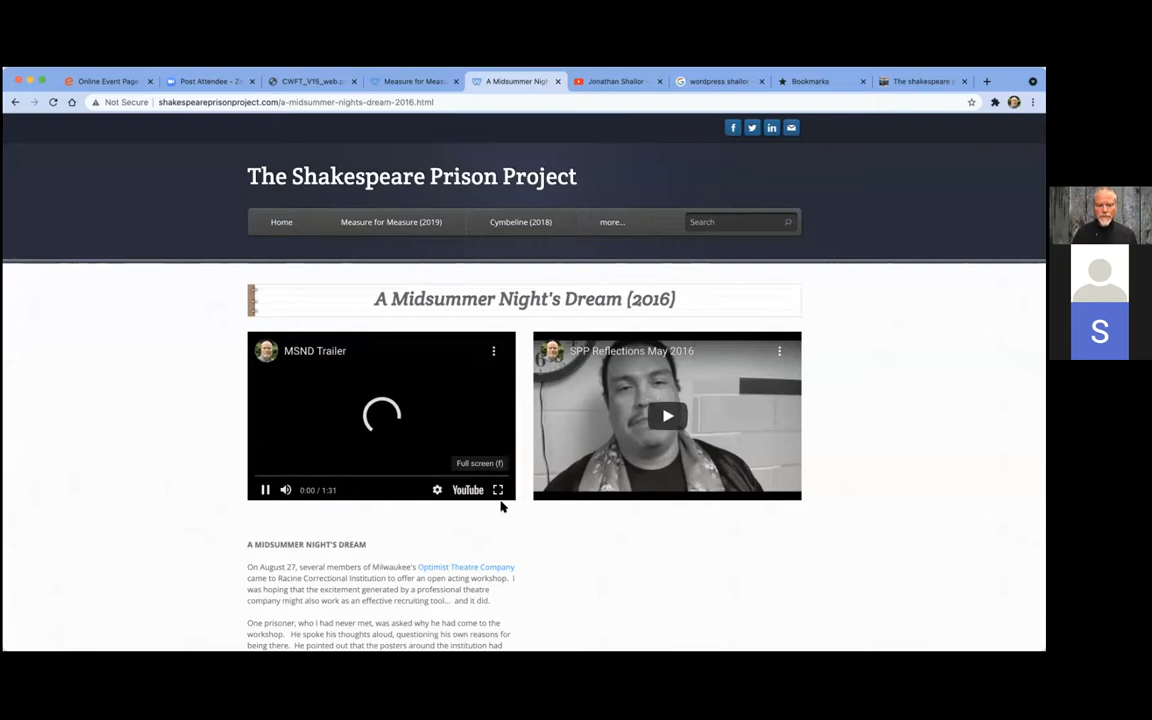 Online Event Page
Post Attendee - Z
CWFT_V15_web.p
Measure for Meas
A Midsummer Nigh
Jonathan Shailor -
wordpress shailor
Bookmarks
The shakespeare p
Not Secure
shakespeareprisonproject.com/a-midsummer-nights-dream-2016.html
The Shakespeare Prison Project
Home
Measure for Measure (2019)
Cymbeline (2018)
more...
Search
A Midsummer Night's Dream (2016)
MSND Trailer
SPP Reflections May 2016
Full screen (f)
0:00 / 1:31
YouTube
A MIDSUMMER NIGHT'S DREAM
On August 27, several members of Milwaukee's Optimist Theatre Company
came to Racine Correctional Institution to offer an open acting workshop. I
was hoping that the excitement generated by a professional theatre
company might also work as an effective recruiting tool... and it did.
One prisoner, who I had never met, was asked why he had come to the
workshop. He spoke his thoughts aloud, questioning his own reasons for
being there. He pointed out that the posters around the institution had
S